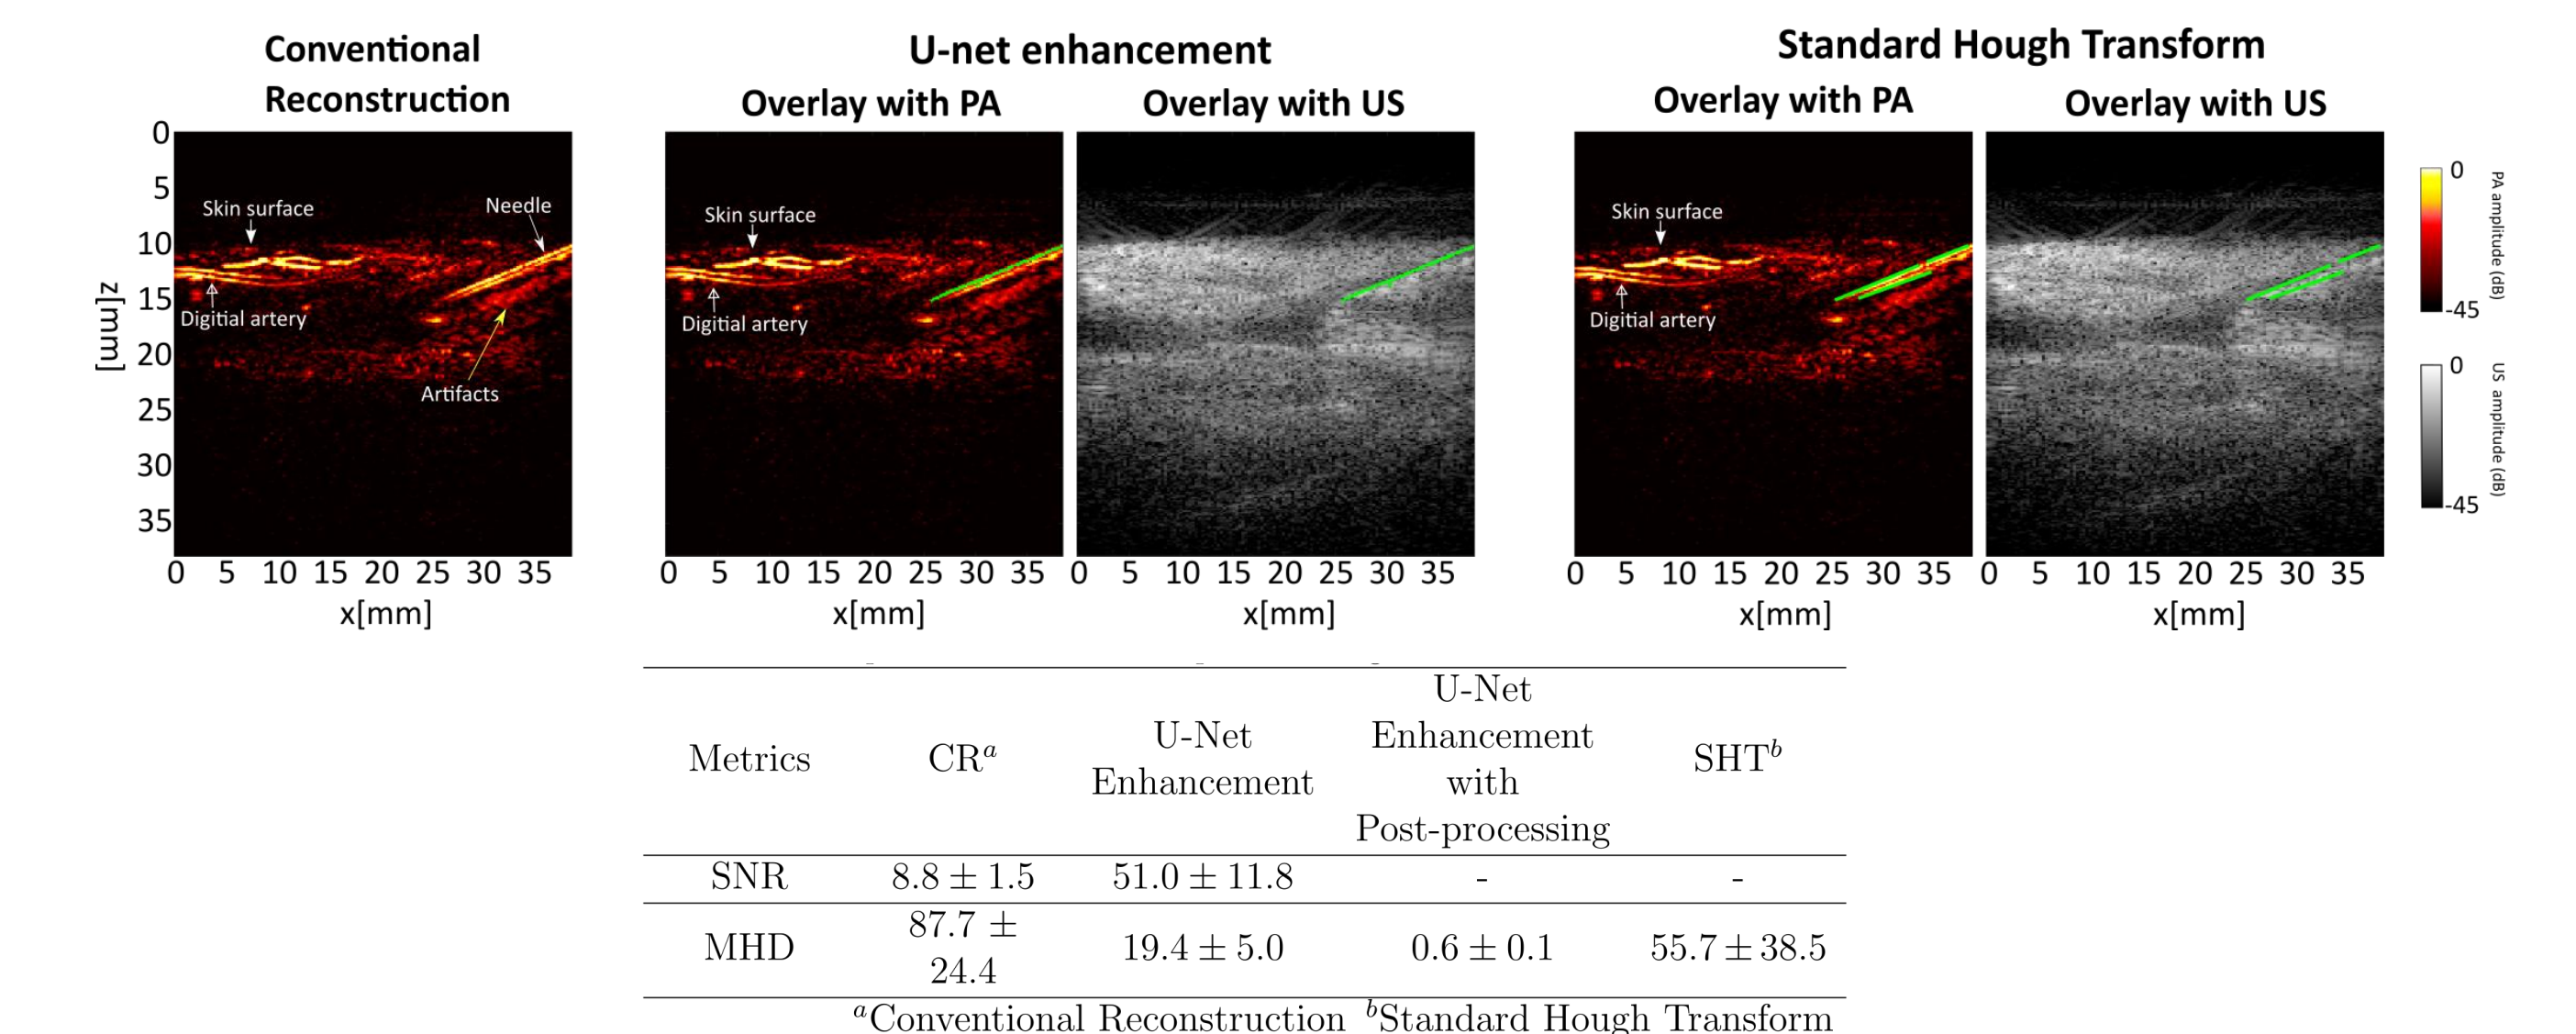 Conventional
Reconstruction
U-net enhancement
Overlay with PA
Overlay with US
Standard Hough Transform
Overlay with PA
Overlay with US
0
5
10
15
20
25
30
35
z[mm]
Skin surface
Needle
Digitial artery
Artifacts
0 5 10 15 20 25 30 35
x[mm]
Skin surface
Digitial artery
0 5 10 15 20 25 30 35
x[mm]
0 5 10 15 20 25 30 35
x[mm]
Skin surface
Digitial artery
0 5 10 15 20 25 30 35
x[mm]
0 5 10 15 20 25 30 35
x[mm]
0
-45
PA amplitude (dB)
0
-45
US amplitude (dB)
Metrics CRᵃ U-Net Enhancement U-Net Enhancement with Post-processing SHTᵇ
SNR 8.8 ± 1.5 51.0 ± 11.8 - -
MHD 87.7 ± 24.4 19.4 ± 5.0 0.6 ± 0.1 55.7 ± 38.5
ᵃConventional Reconstruction ᵇStandard Hough Transform